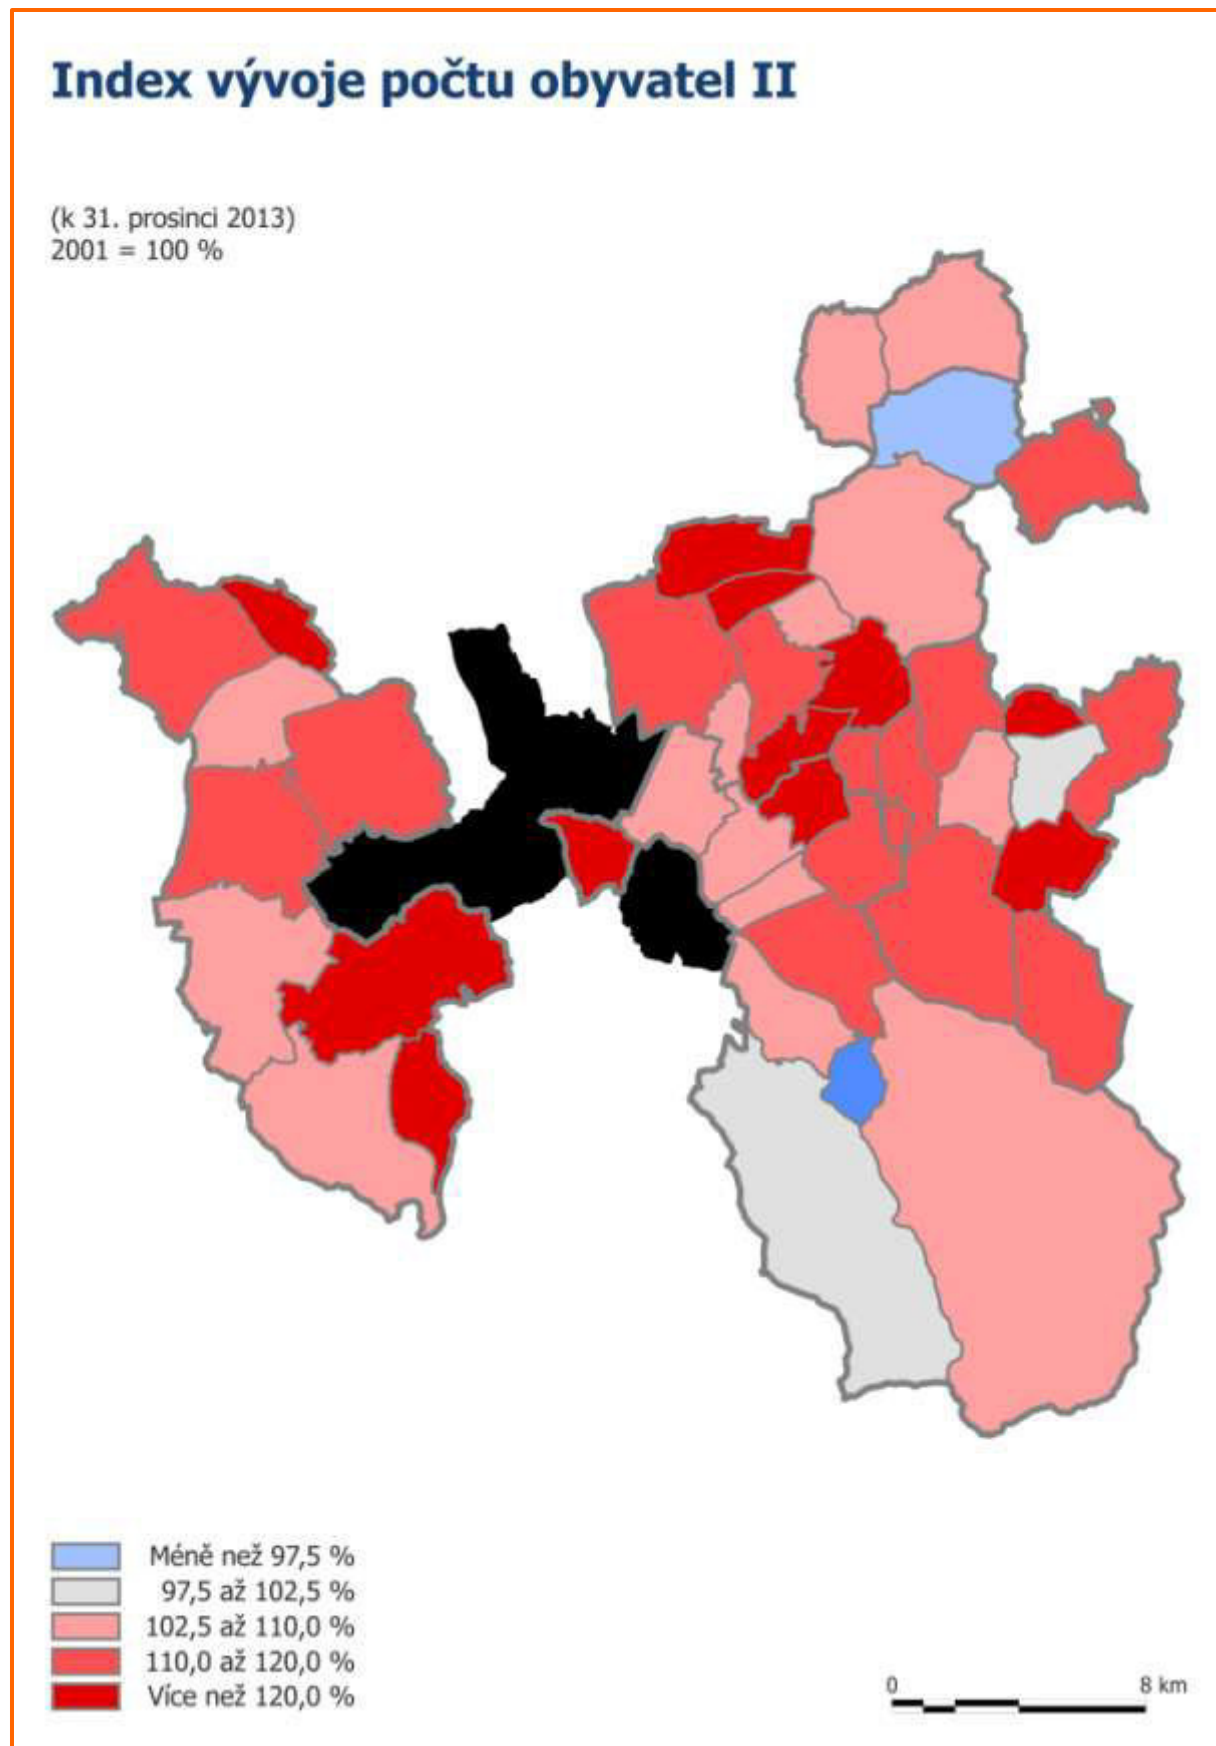 Index vývoje počtu obyvatel II
(k 31. prosinci 2013)
2001 = 100 %
Méně než 97,5 %
97,5 až 102,5 %
102,5 až 110,0 %
110,0 až 120,0 %
Více než 120,0 %
0 8 km